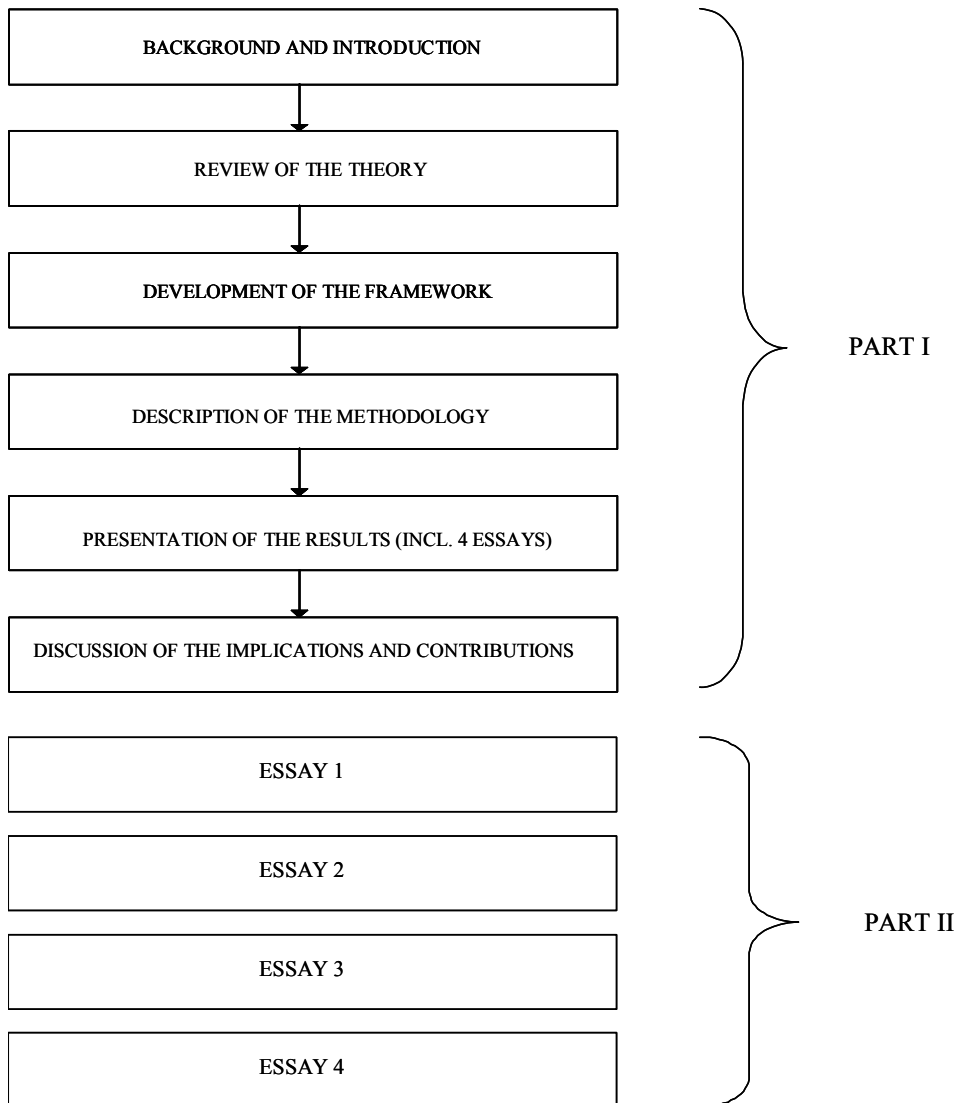 BACKGROUND AND INTRODUCTION
REVIEW OF THE THEORY
DEVELOPMENT OF THE FRAMEWORK
PART I
DESCRIPTION OF THE METHODOLOGY
PRESENTATION OF THE RESULTS (INCL. 4 ESSAYS)
DISCUSSION OF THE IMPLICATIONS AND CONTRIBUTIONS
ESSAY 1
ESSAY 2
PART II
ESSAY 3
ESSAY 4